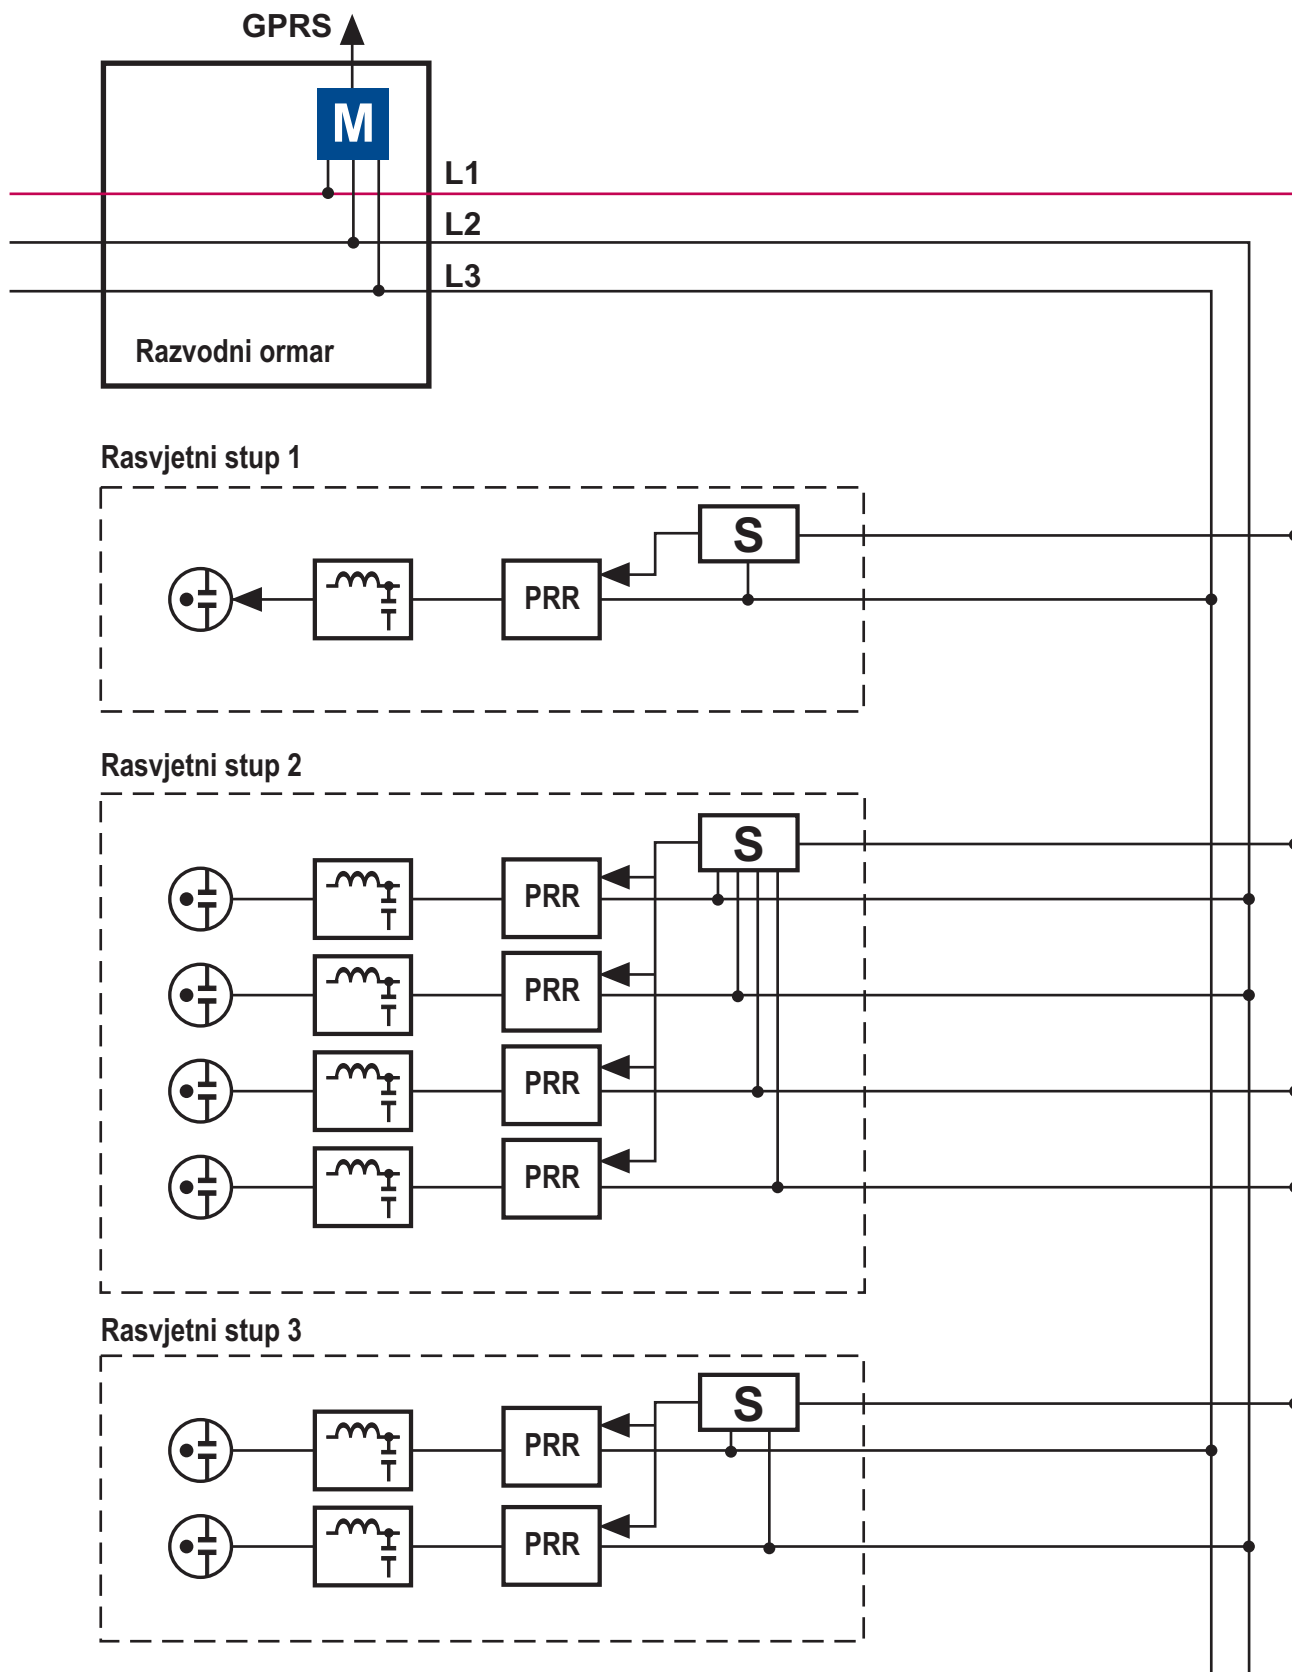 GPRS
M
L1
L2
L3
Razvodni ormar
Rasvjetni stup 1
S
PRR
Rasvjetni stup 2
S
PRR
PRR
PRR
PRR
Rasvjetni stup 3
S
PRR
PRR